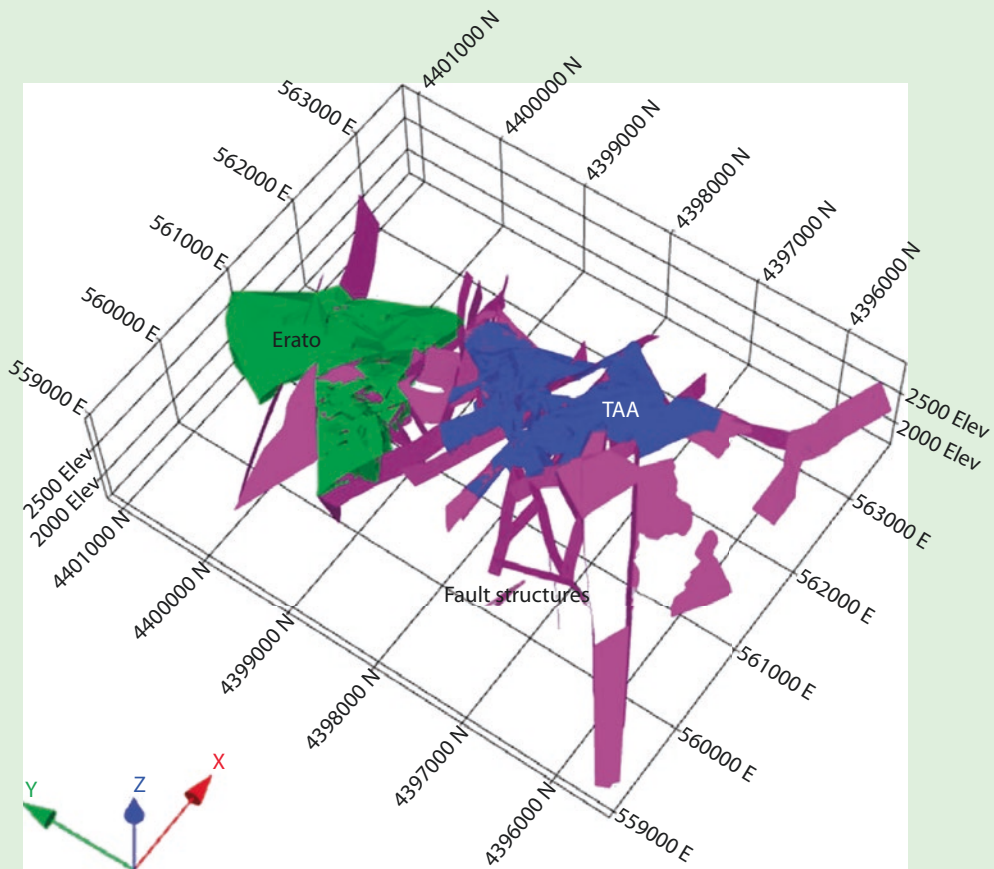 4401000 N
4400000 N
4399000 N
4398000 N
4397000 N
4396000 N
563000 E
562000 E
561000 E
560000 E
559000 E
2500 Elev
2000 Elev
Erato
TAA
Fault structures
2500 Elev
2000 Elev
563000 E
562000 E
561000 E
560000 E
559000 E
4401000 N
4400000 N
4399000 N
4398000 N
4397000 N
4396000 N
X
Y
Z